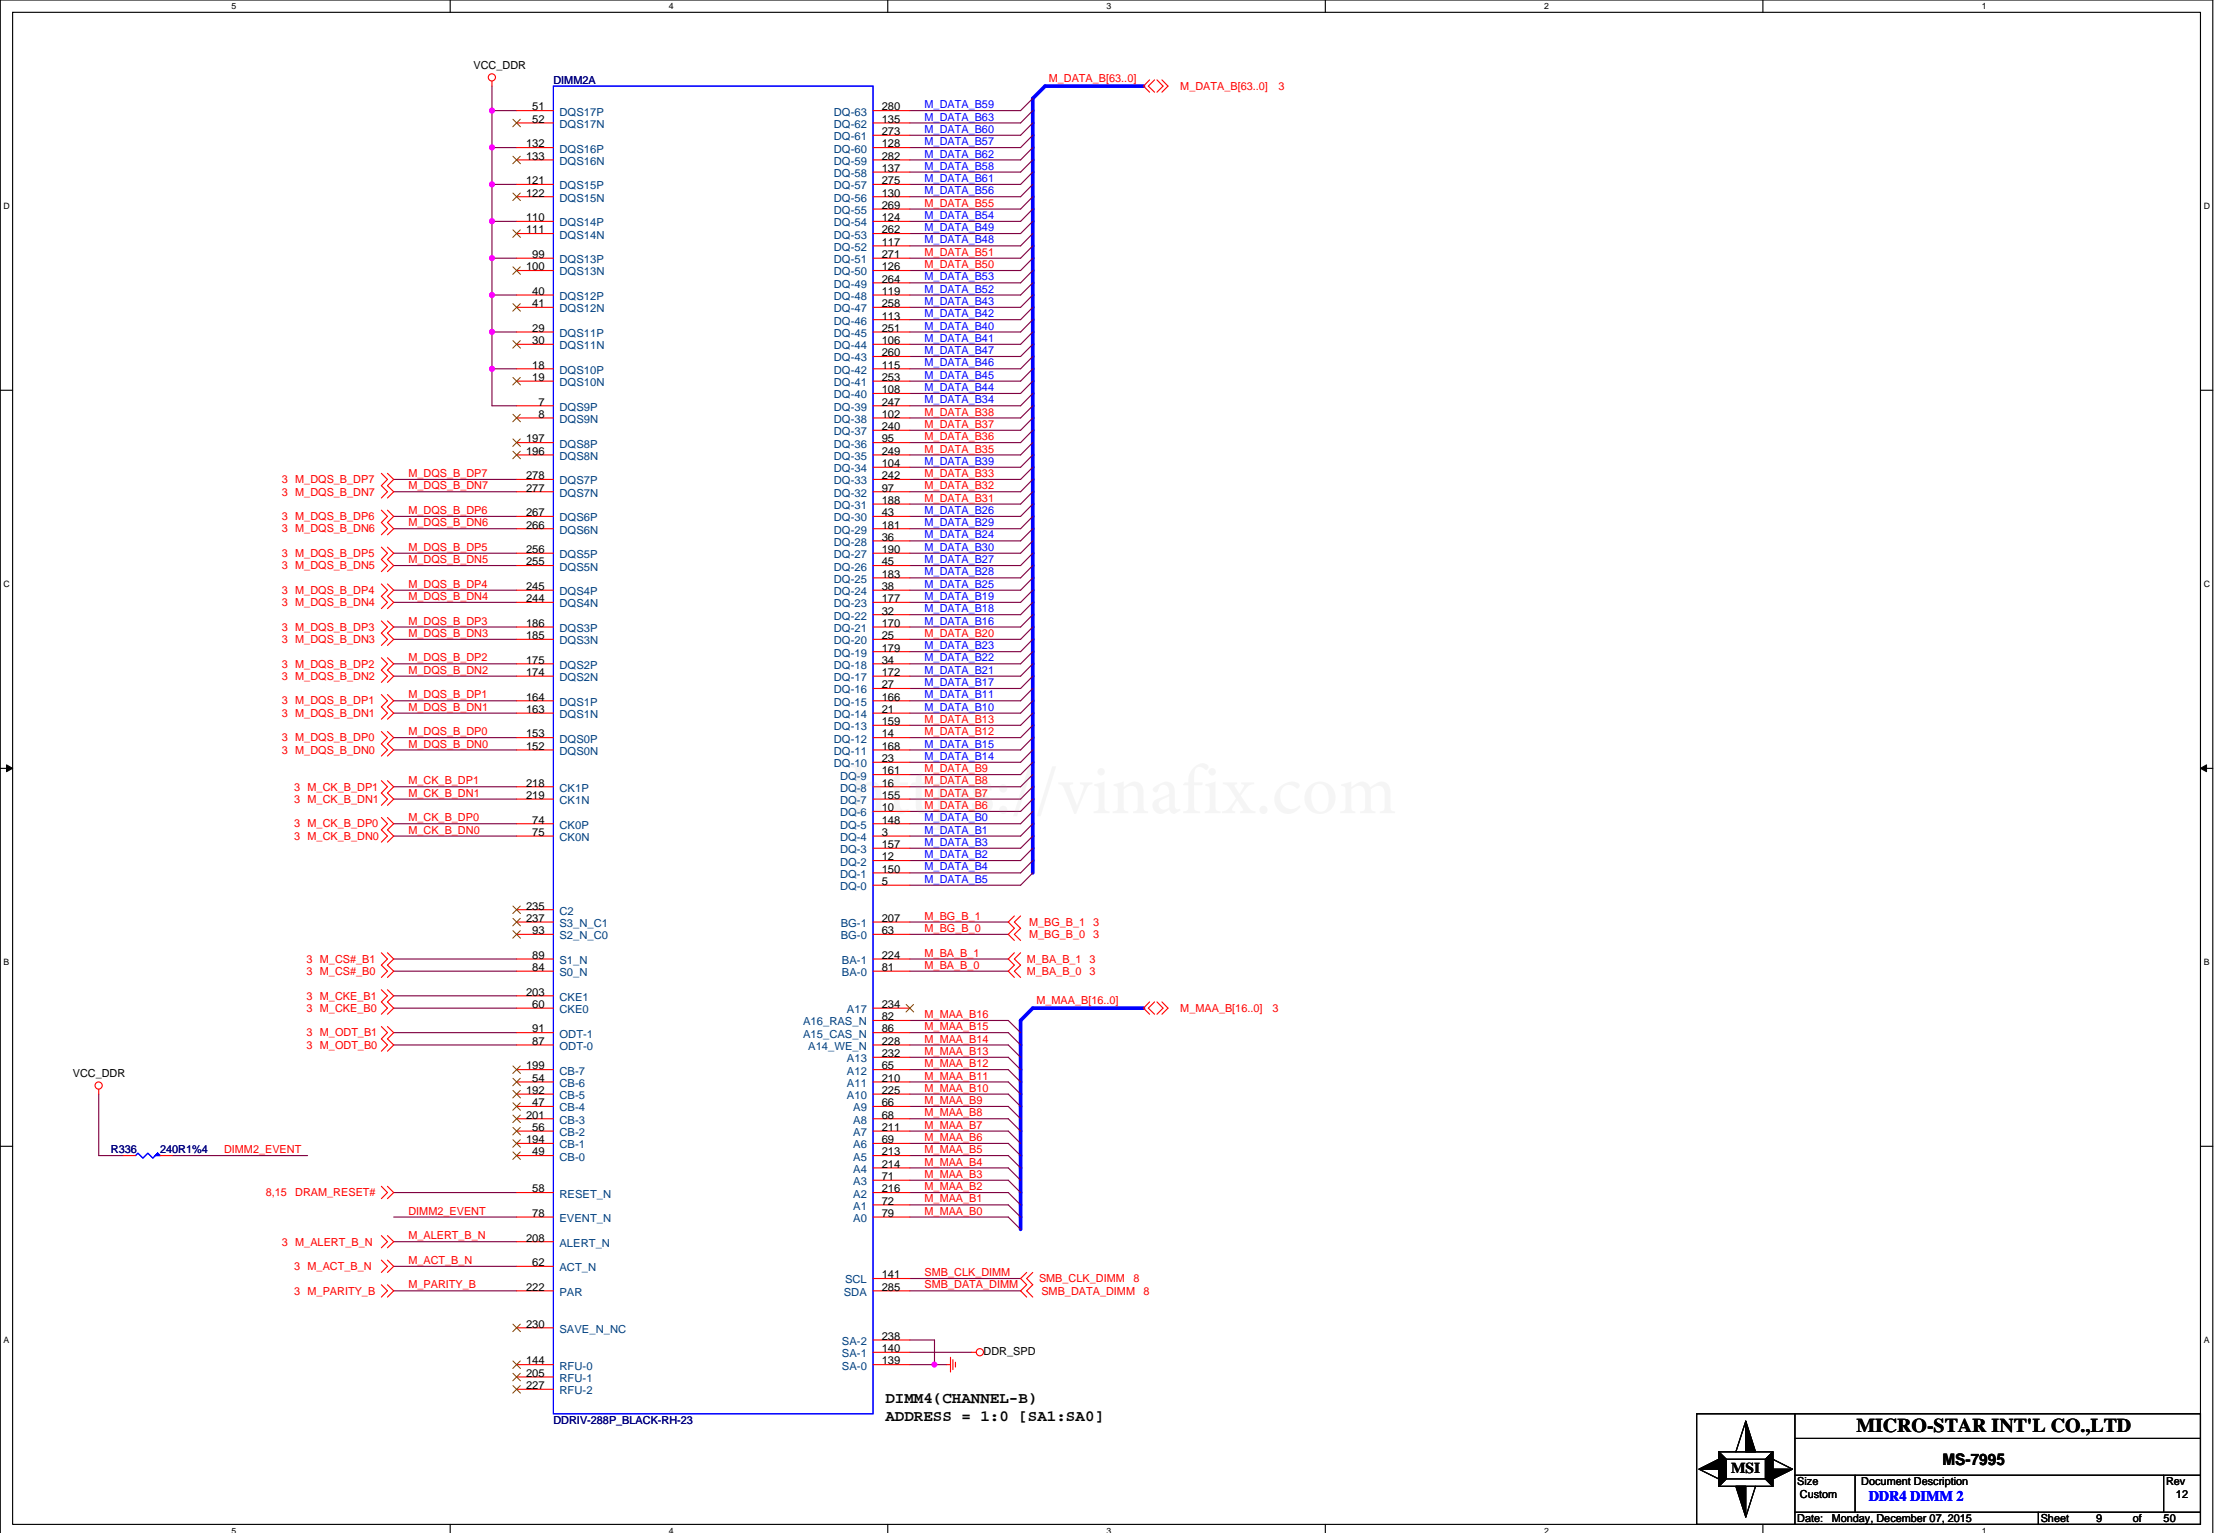 5 4 3 2 1
VCC_DDR
DIMM2A
M_DATA_B[63..0]
M_DATA_B[63..0] 3
51 DQS17P
52 DQS17N
132 DQS16P
133 DQS16N
121 DQS15P
122 DQS15N
110 DQS14P
111 DQS14N
99 DQS13P
100 DQS13N
40 DQS12P
41 DQS12N
29 DQS11P
30 DQS11N
18 DQS10P
19 DQS10N
7 DQS9P
8 DQS9N
197 DQS8P
196 DQS8N
3 M_DQS_B_DP7 M_DQS_B_DP7 278 DQS7P
3 M_DQS_B_DN7 M_DQS_B_DN7 277 DQS7N
3 M_DQS_B_DP6 M_DQS_B_DP6 267 DQS6P
3 M_DQS_B_DN6 M_DQS_B_DN6 266 DQS6N
3 M_DQS_B_DP5 M_DQS_B_DP5 256 DQS5P
3 M_DQS_B_DN5 M_DQS_B_DN5 255 DQS5N
3 M_DQS_B_DP4 M_DQS_B_DP4 245 DQS4P
3 M_DQS_B_DN4 M_DQS_B_DN4 244 DQS4N
3 M_DQS_B_DP3 M_DQS_B_DP3 186 DQS3P
3 M_DQS_B_DN3 M_DQS_B_DN3 185 DQS3N
3 M_DQS_B_DP2 M_DQS_B_DP2 175 DQS2P
3 M_DQS_B_DN2 M_DQS_B_DN2 174 DQS2N
3 M_DQS_B_DP1 M_DQS_B_DP1 164 DQS1P
3 M_DQS_B_DN1 M_DQS_B_DN1 163 DQS1N
3 M_DQS_B_DP0 M_DQS_B_DP0 153 DQS0P
3 M_DQS_B_DN0 M_DQS_B_DN0 152 DQS0N
3 M_CK_B_DP1 M_CK_B_DP1 218 CK1P
3 M_CK_B_DN1 M_CK_B_DN1 219 CK1N
3 M_CK_B_DP0 M_CK_B_DP0 74 CK0P
3 M_CK_B_DN0 M_CK_B_DN0 75 CK0N
235 C2
237 S3_N_C1
93 S2_N_C0
3 M_CS#_B1 89 S1_N
3 M_CS#_B0 84 S0_N
3 M_CKE_B1 203 CKE1
3 M_CKE_B0 60 CKE0
3 M_ODT_B1 91 ODT-1
3 M_ODT_B0 87 ODT-0
199 CB-7
54 CB-6
192 CB-5
47 CB-4
201 CB-3
56 CB-2
194 CB-1
49 CB-0
VCC_DDR
R336 240R1%4 DIMM2_EVENT
8,15 DRAM_RESET# 58 RESET_N
DIMM2_EVENT 78 EVENT_N
3 M_ALERT_B_N M_ALERT_B_N 208 ALERT_N
3 M_ACT_B_N M_ACT_B_N 62 ACT_N
3 M_PARITY_B M_PARITY_B 222 PAR
230 SAVE_N_NC
144 RFU-0
205 RFU-1
227 RFU-2
DDRIV-288P_BLACK-RH-23
DQ-63 280 M_DATA_B59
DQ-62 135 M_DATA_B63
DQ-61 273 M_DATA_B60
DQ-60 128 M_DATA_B57
DQ-59 282 M_DATA_B62
DQ-58 137 M_DATA_B58
DQ-57 275 M_DATA_B61
DQ-56 130 M_DATA_B56
DQ-55 269 M_DATA_B55
DQ-54 124 M_DATA_B54
DQ-53 262 M_DATA_B49
DQ-52 117 M_DATA_B48
DQ-51 271 M_DATA_B51
DQ-50 126 M_DATA_B50
DQ-49 264 M_DATA_B53
DQ-48 119 M_DATA_B52
DQ-47 258 M_DATA_B43
DQ-46 113 M_DATA_B42
DQ-45 251 M_DATA_B40
DQ-44 106 M_DATA_B41
DQ-43 260 M_DATA_B47
DQ-42 115 M_DATA_B46
DQ-41 253 M_DATA_B45
DQ-40 108 M_DATA_B44
DQ-39 247 M_DATA_B34
DQ-38 102 M_DATA_B38
DQ-37 240 M_DATA_B37
DQ-36 95 M_DATA_B36
DQ-35 249 M_DATA_B35
DQ-34 104 M_DATA_B39
DQ-33 242 M_DATA_B33
DQ-32 97 M_DATA_B32
DQ-31 188 M_DATA_B31
DQ-30 43 M_DATA_B26
DQ-29 181 M_DATA_B29
DQ-28 36 M_DATA_B24
DQ-27 190 M_DATA_B30
DQ-26 45 M_DATA_B27
DQ-25 183 M_DATA_B28
DQ-24 38 M_DATA_B25
DQ-23 177 M_DATA_B19
DQ-22 32 M_DATA_B18
DQ-21 170 M_DATA_B16
DQ-20 25 M_DATA_B20
DQ-19 179 M_DATA_B23
DQ-18 34 M_DATA_B22
DQ-17 172 M_DATA_B21
DQ-16 27 M_DATA_B17
DQ-15 166 M_DATA_B11
DQ-14 21 M_DATA_B10
DQ-13 159 M_DATA_B13
DQ-12 14 M_DATA_B12
DQ-11 168 M_DATA_B15
DQ-10 23 M_DATA_B14
DQ-9 161 M_DATA_B9
DQ-8 16 M_DATA_B8
DQ-7 155 M_DATA_B7
DQ-6 10 M_DATA_B6
DQ-5 148 M_DATA_B0
DQ-4 3 M_DATA_B1
DQ-3 157 M_DATA_B3
DQ-2 12 M_DATA_B2
DQ-1 150 M_DATA_B4
DQ-0 5 M_DATA_B5
/vinafix.com
BG-1 207 M_BG_B_1 M_BG_B_1 3
BG-0 63 M_BG_B_0 M_BG_B_0 3
BA-1 224 M_BA_B_1 M_BA_B_1 3
BA-0 81 M_BA_B_0 M_BA_B_0 3
M_MAA_B[16..0]
M_MAA_B[16..0] 3
A17 234
A16_RAS_N 82 M_MAA_B16
A15_CAS_N 86 M_MAA_B15
A14_WE_N 228 M_MAA_B14
A13 232 M_MAA_B13
A12 65 M_MAA_B12
A11 210 M_MAA_B11
A10 225 M_MAA_B10
A9 66 M_MAA_B9
A8 68 M_MAA_B8
A7 211 M_MAA_B7
A6 69 M_MAA_B6
A5 213 M_MAA_B5
A4 214 M_MAA_B4
A3 71 M_MAA_B3
A2 216 M_MAA_B2
A1 72 M_MAA_B1
A0 79 M_MAA_B0
SCL 141 SMB_CLK_DIMM SMB_CLK_DIMM 8
SDA 285 SMB_DATA_DIMM SMB_DATA_DIMM 8
SA-2 238
SA-1 140 DDR_SPD
SA-0 139
DIMM4(CHANNEL-B)
ADDRESS = 1:0 [SA1:SA0]
D D
C C
B B
A A
MSI
MICRO-STAR INT'L CO.,LTD
MS-7995
Size Document Description Rev
Custom DDR4 DIMM 2 12
Date: Monday, December 07, 2015 Sheet 9 of 50
5 4 3 2 1